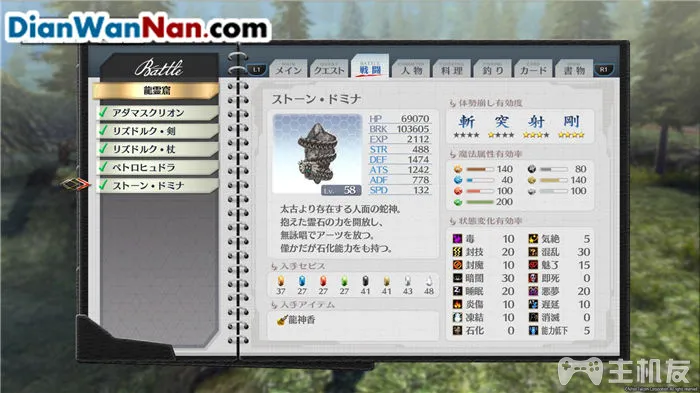 DianWanNan.com
Battle
龍霊窟
アダマスクリオン
リズドルク・剣
リズドルク・杖
ペトロヒュドラ
ストーン・ドミナ
L1 メイン クエスト 戦闘 人物 料理 釣り カード 書物 R1
ストーン・ドミナ
Lv. 58
HP 69070
BRK 103605
EXP 2112
STR 488
DEF 1474
ATS 1242
ADF 778
SPD 132
太古より存在する人面の蛇神。
抱えた霊石の力を開放し、
無詠唱でアーツを放つ。
僅かだが石化能力をも持つ。
入手セピス
37 27 27 27 41 41 43 48
入手アイテム
龍神香
体勢崩し有効度
斬 突 射 剛
★★★★ ★★★★ ★★★★ ★★★★
魔法属性有効率
140 80
40 140
100 100
200
状態変化有効率
毒 10 気絶 5
封技 20 混乱 30
封魔 10 魅了 15
暗闇 30 即死 0
睡眠 20 悪夢 20
炎傷 10 遅延 10
凍結 10 消滅 0
石化 0 能力低下 5
主机友
©Nihon Falcom Corporation. All rights reserved.